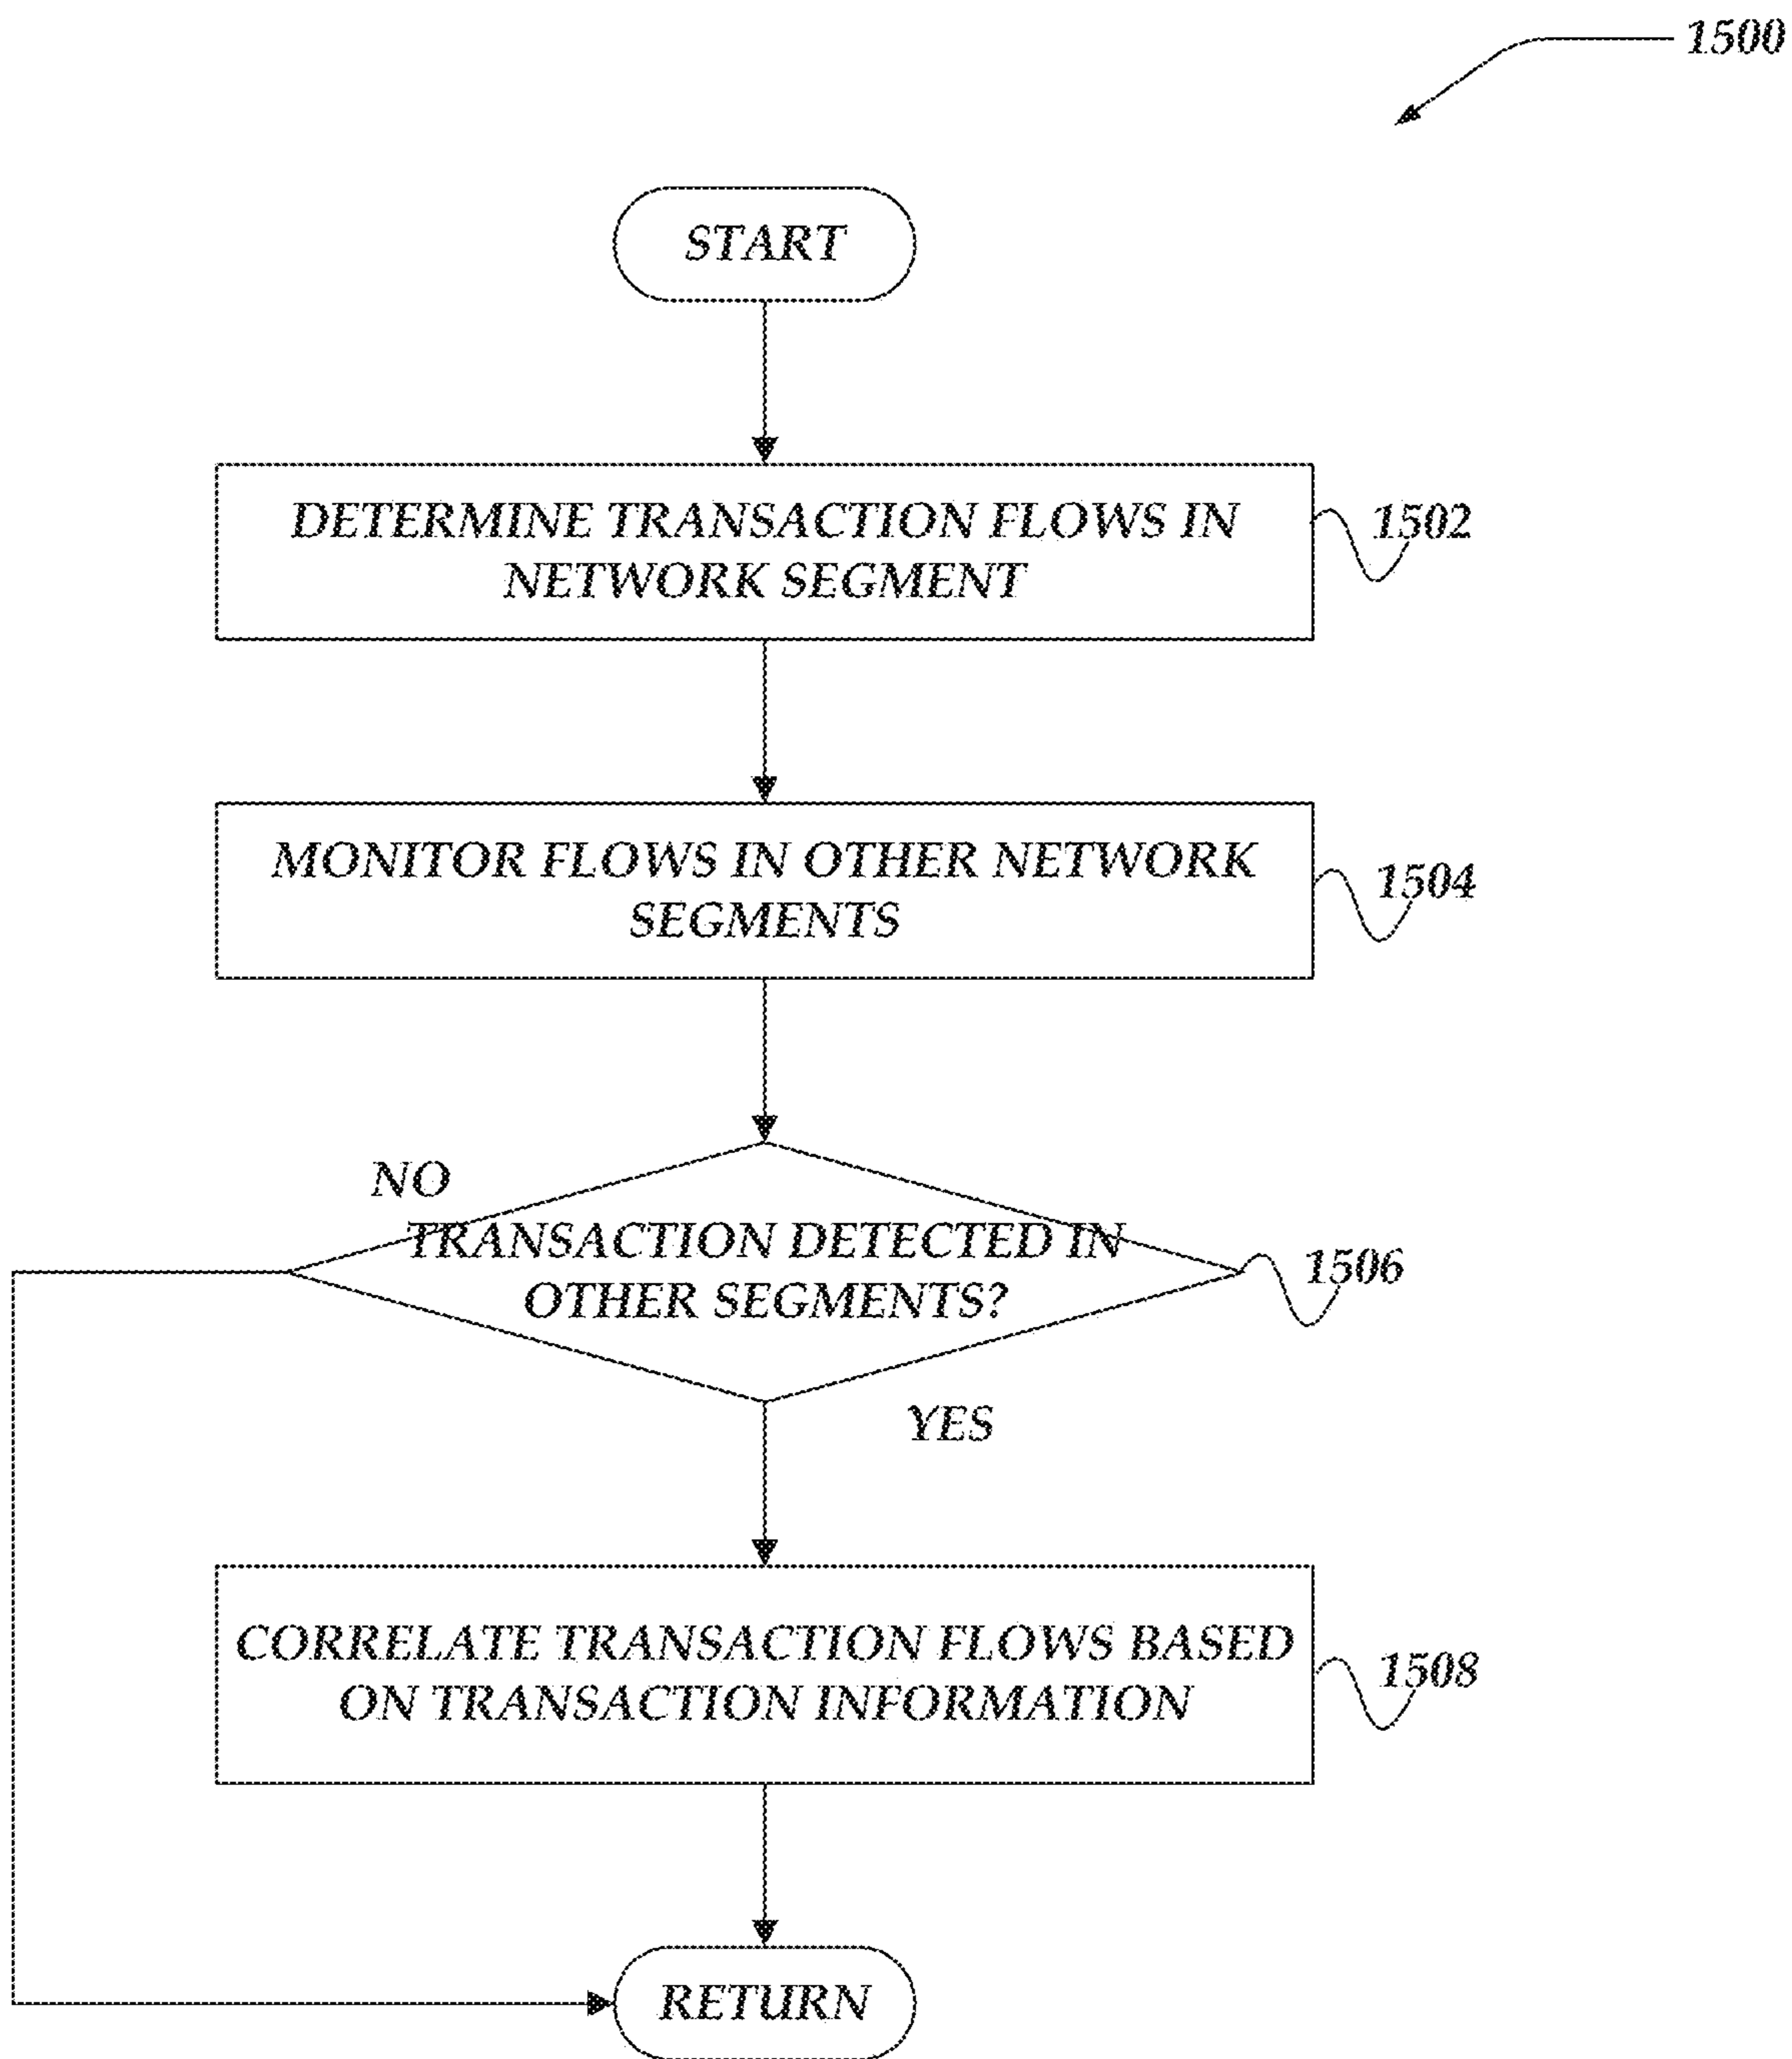 1500
START
DETERMINE TRANSACTION FLOWS IN
NETWORK SEGMENT
1502
MONITOR FLOWS IN OTHER NETWORK
SEGMENTS
1504
NO
TRANSACTION DETECTED IN
OTHER SEGMENTS?
1506
YES
CORRELATE TRANSACTION FLOWS BASED
ON TRANSACTION INFORMATION
1508
RETURN